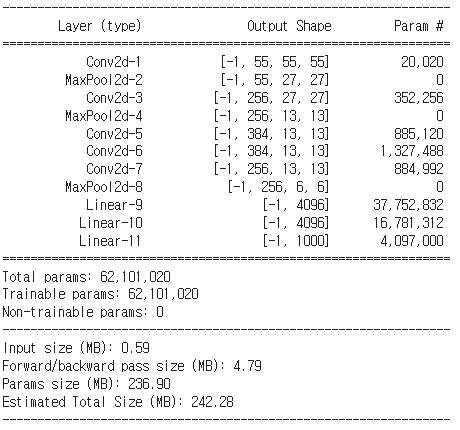 ----------------------------------------------------------------
Layer (type) Output Shape Param #
================================================================
Conv2d-1 [-1, 55, 55, 55] 20,020
MaxPool2d-2 [-1, 55, 27, 27] 0
Conv2d-3 [-1, 256, 27, 27] 352,256
MaxPool2d-4 [-1, 256, 13, 13] 0
Conv2d-5 [-1, 384, 13, 13] 885,120
Conv2d-6 [-1, 384, 13, 13] 1,327,488
Conv2d-7 [-1, 256, 13, 13] 884,992
MaxPool2d-8 [-1, 256, 6, 6] 0
Linear-9 [-1, 4096] 37,752,832
Linear-10 [-1, 4096] 16,781,312
Linear-11 [-1, 1000] 4,097,000
================================================================
Total params: 62,101,020
Trainable params: 62,101,020
Non-trainable params: 0
----------------------------------------------------------------
Input size (MB): 0.59
Forward/backward pass size (MB): 4.79
Params size (MB): 236.90
Estimated Total Size (MB): 242.28
----------------------------------------------------------------